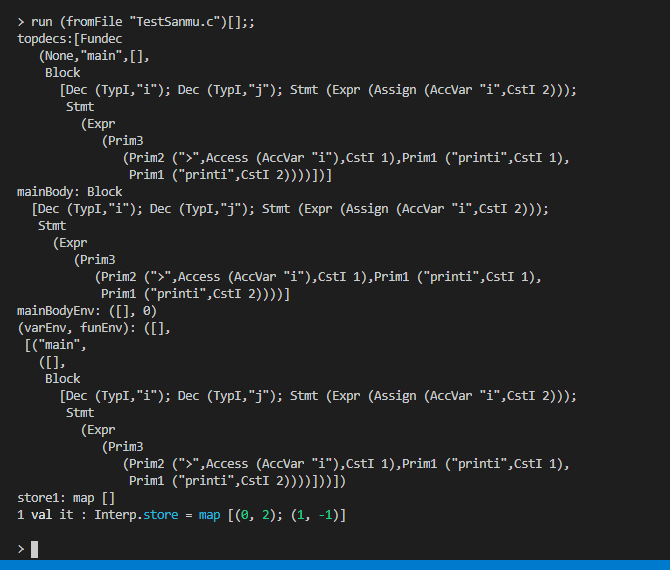 > run (fromFile "TestSanmu.c")[];;
topdecs:[Fundec
   (None,"main",[],
    Block
      [Dec (TypI,"i"); Dec (TypI,"j"); Stmt (Expr (Assign (AccVar "i",CstI 2)));
       Stmt
         (Expr
            (Prim3
               (Prim2 (">",Access (AccVar "i"),CstI 1),Prim1 ("printi",CstI 1),
                Prim1 ("printi",CstI 2))))])]
mainBody: Block
  [Dec (TypI,"i"); Dec (TypI,"j"); Stmt (Expr (Assign (AccVar "i",CstI 2)));
   Stmt
     (Expr
        (Prim3
           (Prim2 (">",Access (AccVar "i"),CstI 1),Prim1 ("printi",CstI 1),
            Prim1 ("printi",CstI 2))))]
mainBodyEnv: ([], 0)
(varEnv, funEnv): ([],
 [("main",
   ([],
    Block
      [Dec (TypI,"i"); Dec (TypI,"j"); Stmt (Expr (Assign (AccVar "i",CstI 2)));
       Stmt
         (Expr
            (Prim3
               (Prim2 (">",Access (AccVar "i"),CstI 1),Prim1 ("printi",CstI 1),
                Prim1 ("printi",CstI 2))))]))])
store1: map []
1 val it : Interp.store = map [(0, 2); (1, -1)]
>